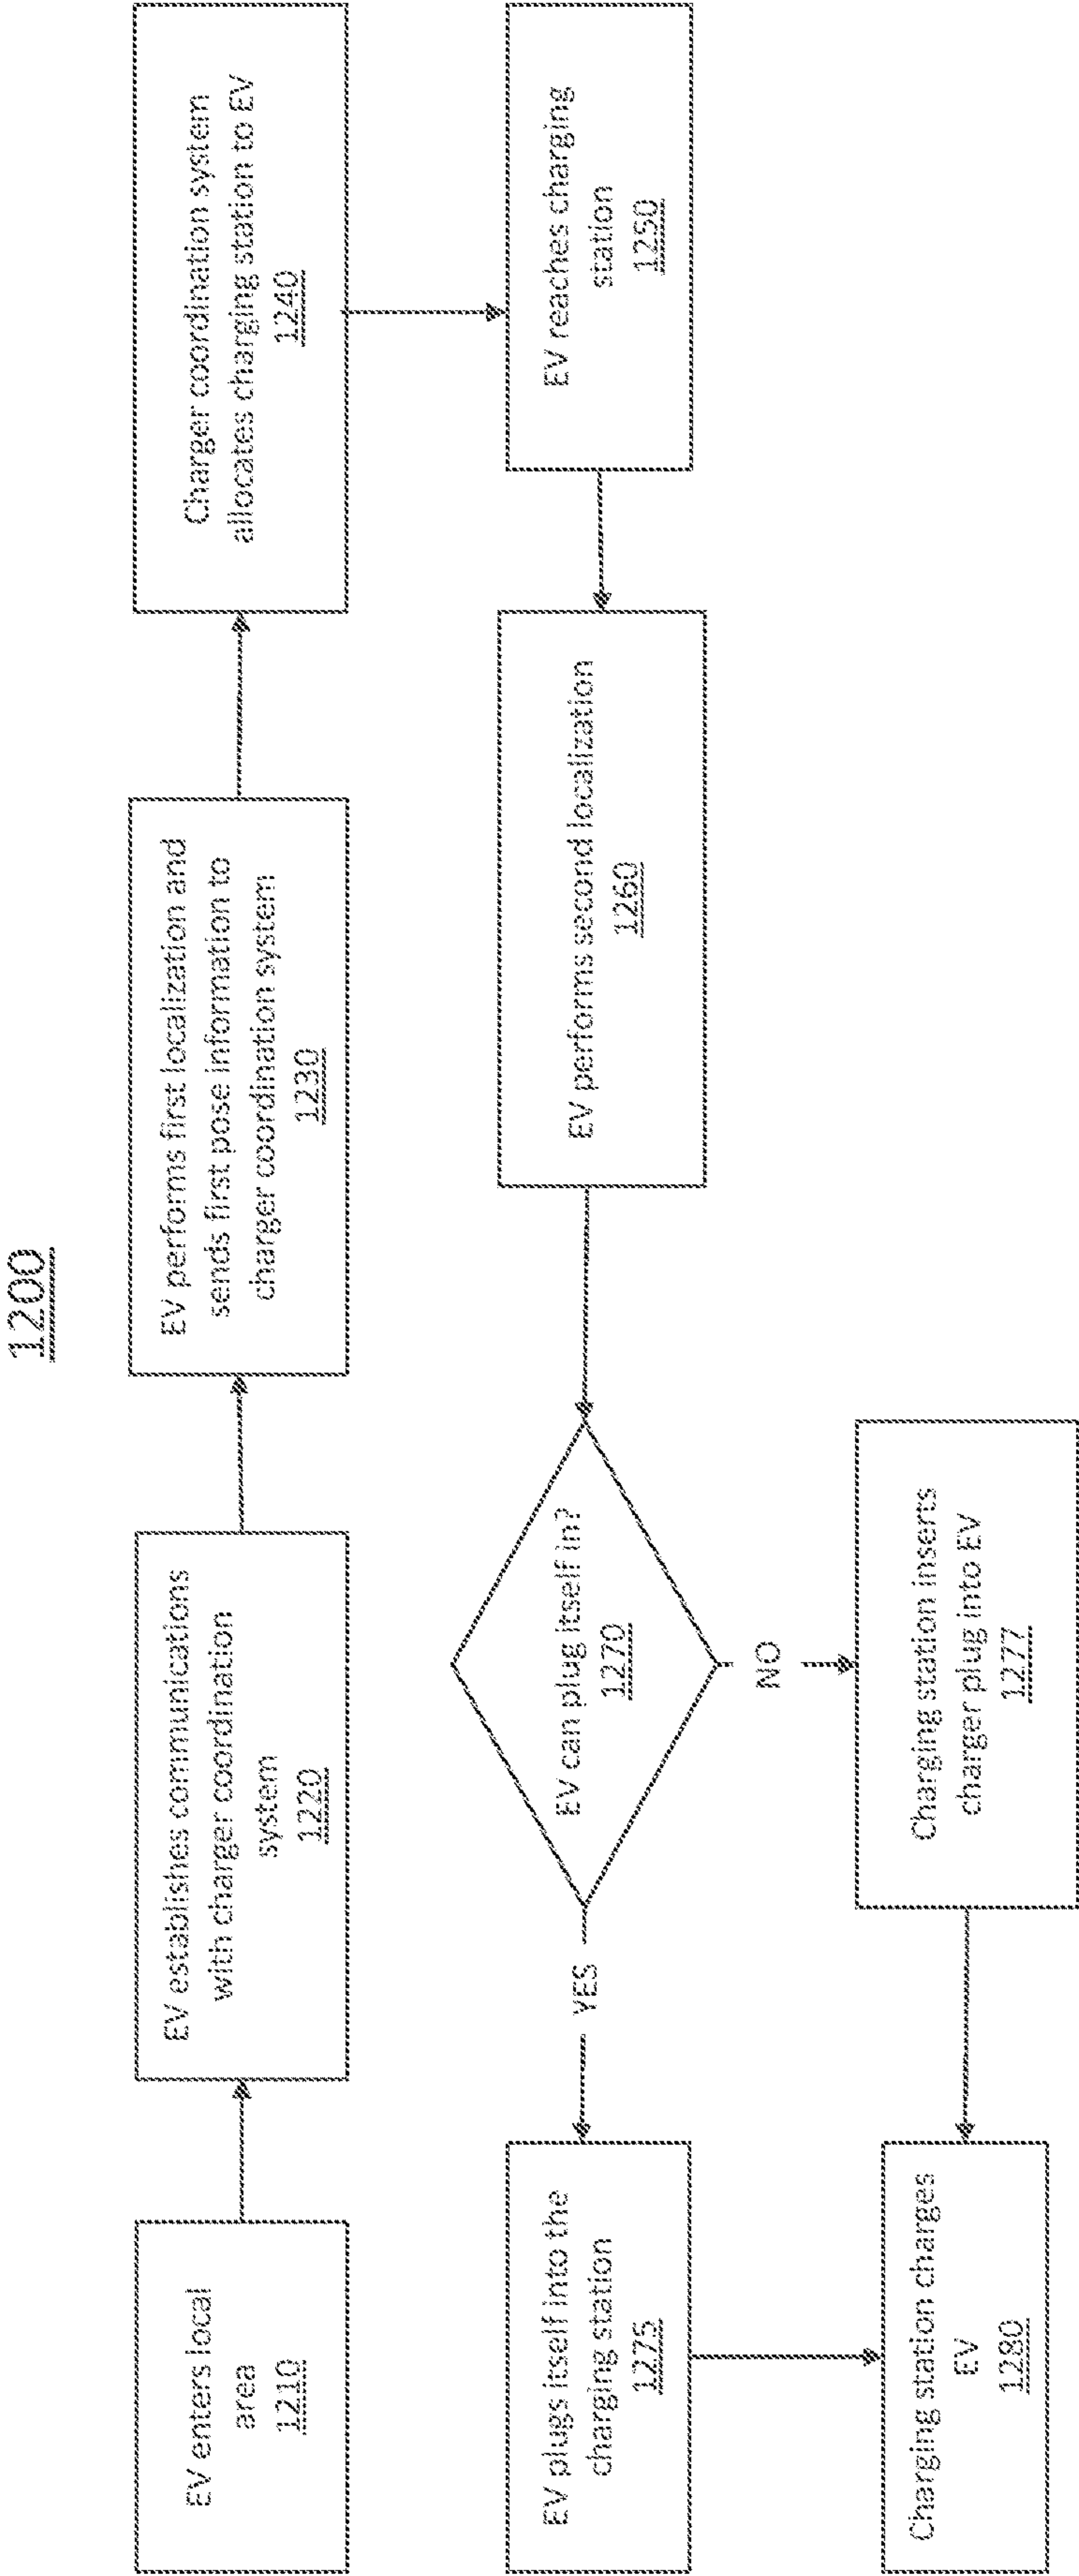 1200
EV enters local
area
1210
EV establishes communications
with charger coordination
system
1220
EV performs first localization and
sends first pose information to
charger coordination system
1230
Charger coordination system
allocates charging station to EV
1240
EV reaches charging
station
1250
EV performs second localization
1260
EV can plug itself in?
1270
YES
NO
EV plugs itself into the
charging station
1275
Charging station inserts
charger plug into EV
1277
Charging station charges
EV
1280